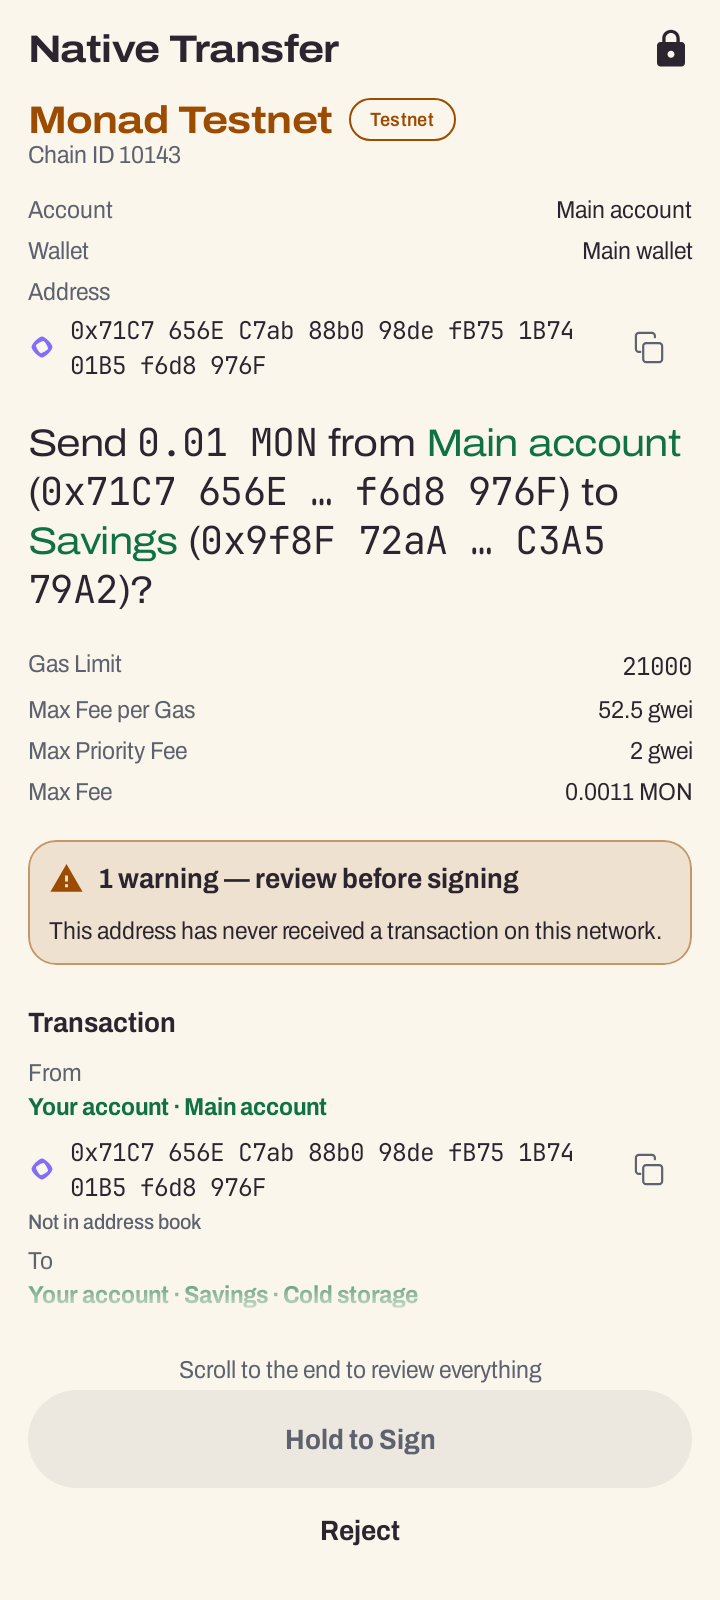 Native Transfer
Monad Testnet Testnet
Chain ID 10143
Account Main account
Wallet Main wallet
Address
0x71C7 656E C7ab 88b0 98de fB75 1B74
01B5 f6d8 976F
Send 0.01 MON from Main account
(0x71C7 656E … f6d8 976F) to
Savings (0x9f8F 72aA … C3A5
79A2)?
Gas Limit 21000
Max Fee per Gas 52.5 gwei
Max Priority Fee 2 gwei
Max Fee 0.0011 MON
1 warning — review before signing
This address has never received a transaction on this network.
Transaction
From
Your account · Main account
0x71C7 656E C7ab 88b0 98de fB75 1B74
01B5 f6d8 976F
Not in address book
To
Your account · Savings · Cold storage
Scroll to the end to review everything
Hold to Sign
Reject